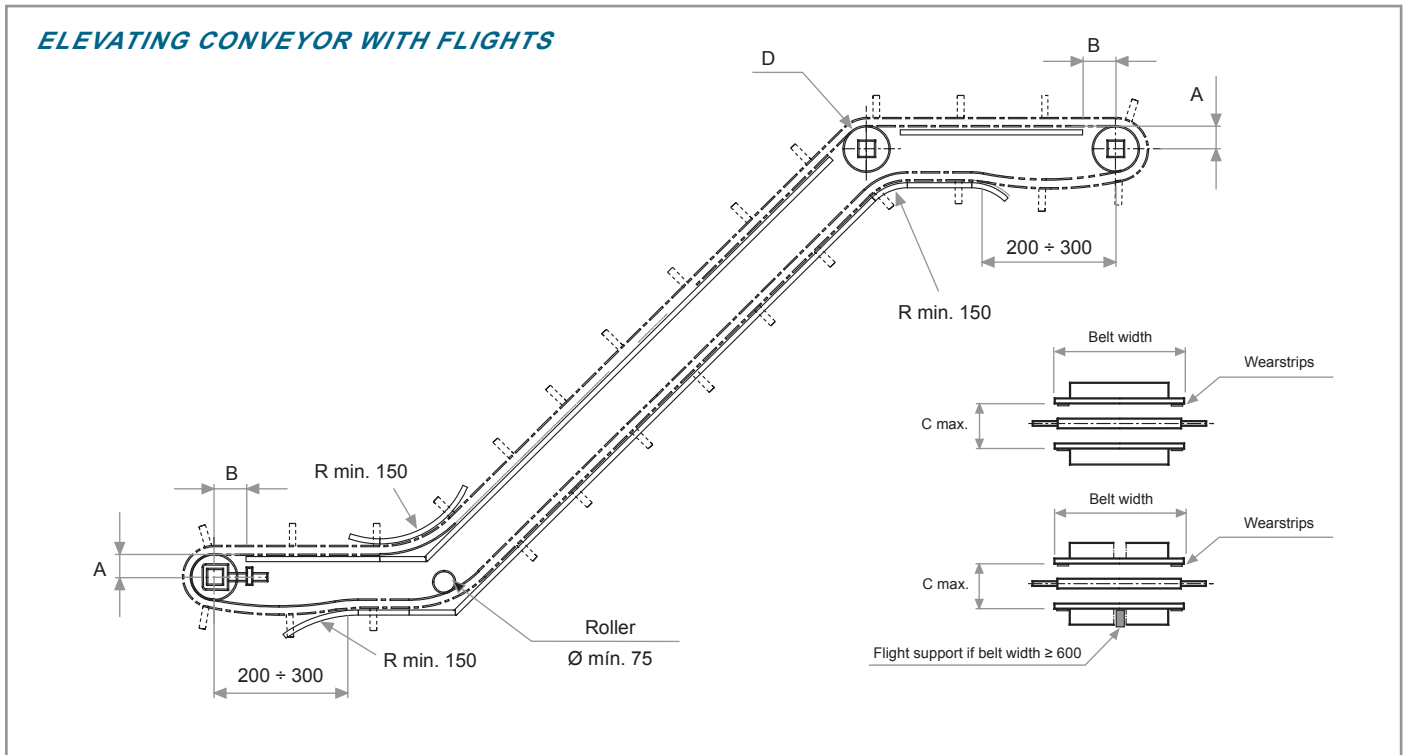 ELEVATING CONVEYOR WITH FLIGHTS
D
B
A
200 ÷ 300
R min. 150
Belt width
Wearstrips
C max.
B
R min. 150
A
Belt width
Wearstrips
C max.
Roller
Ø mín. 75
Flight support if belt width ≥ 600
R min. 150
200 ÷ 300